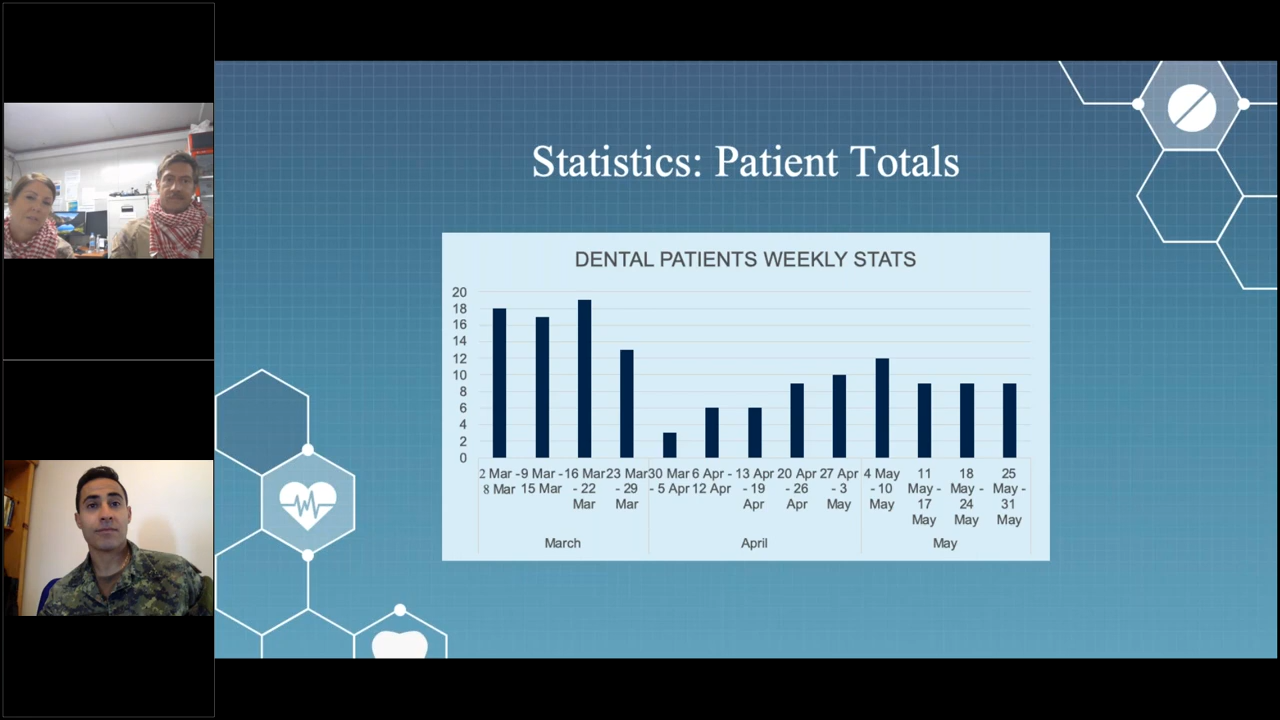 Statistics: Patient Totals
DENTAL PATIENTS WEEKLY STATS
20
18
16
14
12
10
8
6
4
2
0
2 Mar - 8 Mar
9 Mar - 15 Mar
16 Mar - 22 Mar
23 Mar - 29 Mar
30 Mar - 5 Apr
6 Apr - 12 Apr
13 Apr - 19 Apr
20 Apr - 26 Apr
27 Apr - 3 May
4 May - 10 May
11 May - 17 May
18 May - 24 May
25 May - 31 May
March
April
May